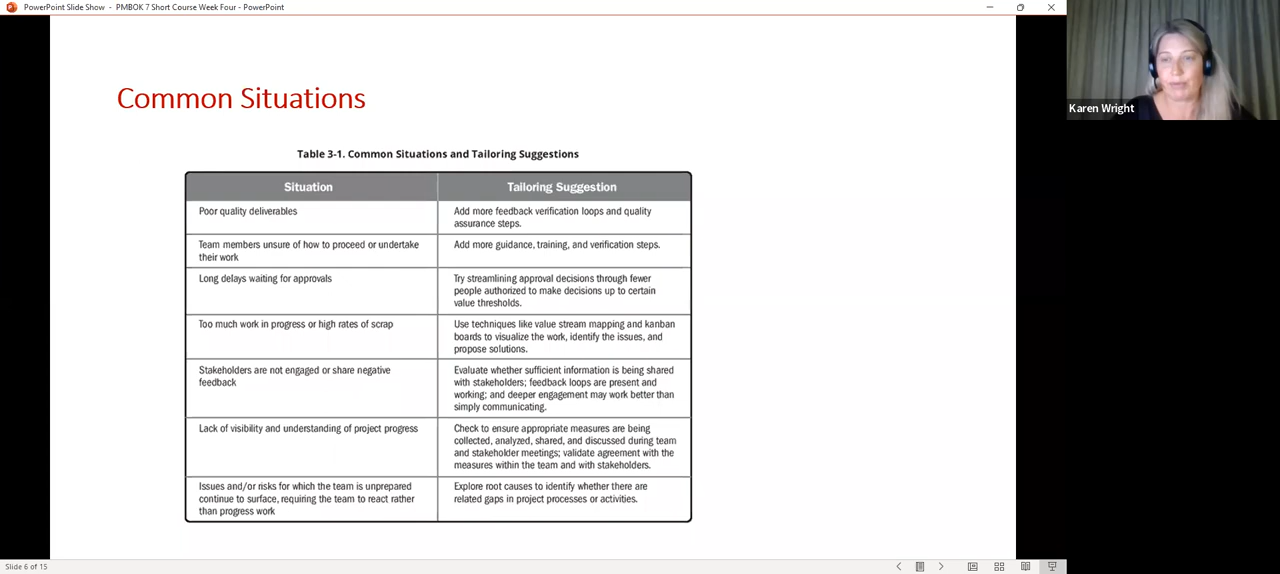 PowerPoint Slide Show - PMBOK 7 Short Course Week Four - PowerPoint
Karen Wright
Common Situations
Table 3-1. Common Situations and Tailoring Suggestions
Situation
Tailoring Suggestion
Poor quality deliverables
Add more feedback verification loops and quality
assurance steps.
Team members unsure of how to proceed or undertake
their work
Add more guidance, training, and verification steps.
Long delays waiting for approvals
Try streamlining approval decisions through fewer
people authorized to make decisions up to certain
value thresholds.
Too much work in progress or high rates of scrap
Use techniques like value stream mapping and kanban
boards to visualize the work, identify the issues, and
propose solutions.
Stakeholders are not engaged or share negative
feedback
Evaluate whether sufficient information is being shared
with stakeholders; feedback loops are present and
working; and deeper engagement may work better than
simply communicating.
Lack of visibility and understanding of project progress
Check to ensure appropriate measures are being
collected, analyzed, shared, and discussed during team
and stakeholder meetings; validate agreement with the
measures within the team and with stakeholders.
Issues and/or risks for which the team is unprepared
continue to surface, requiring the team to react rather
than progress work
Explore root causes to identify whether there are
related gaps in project processes or activities.
Slide 6 of 15